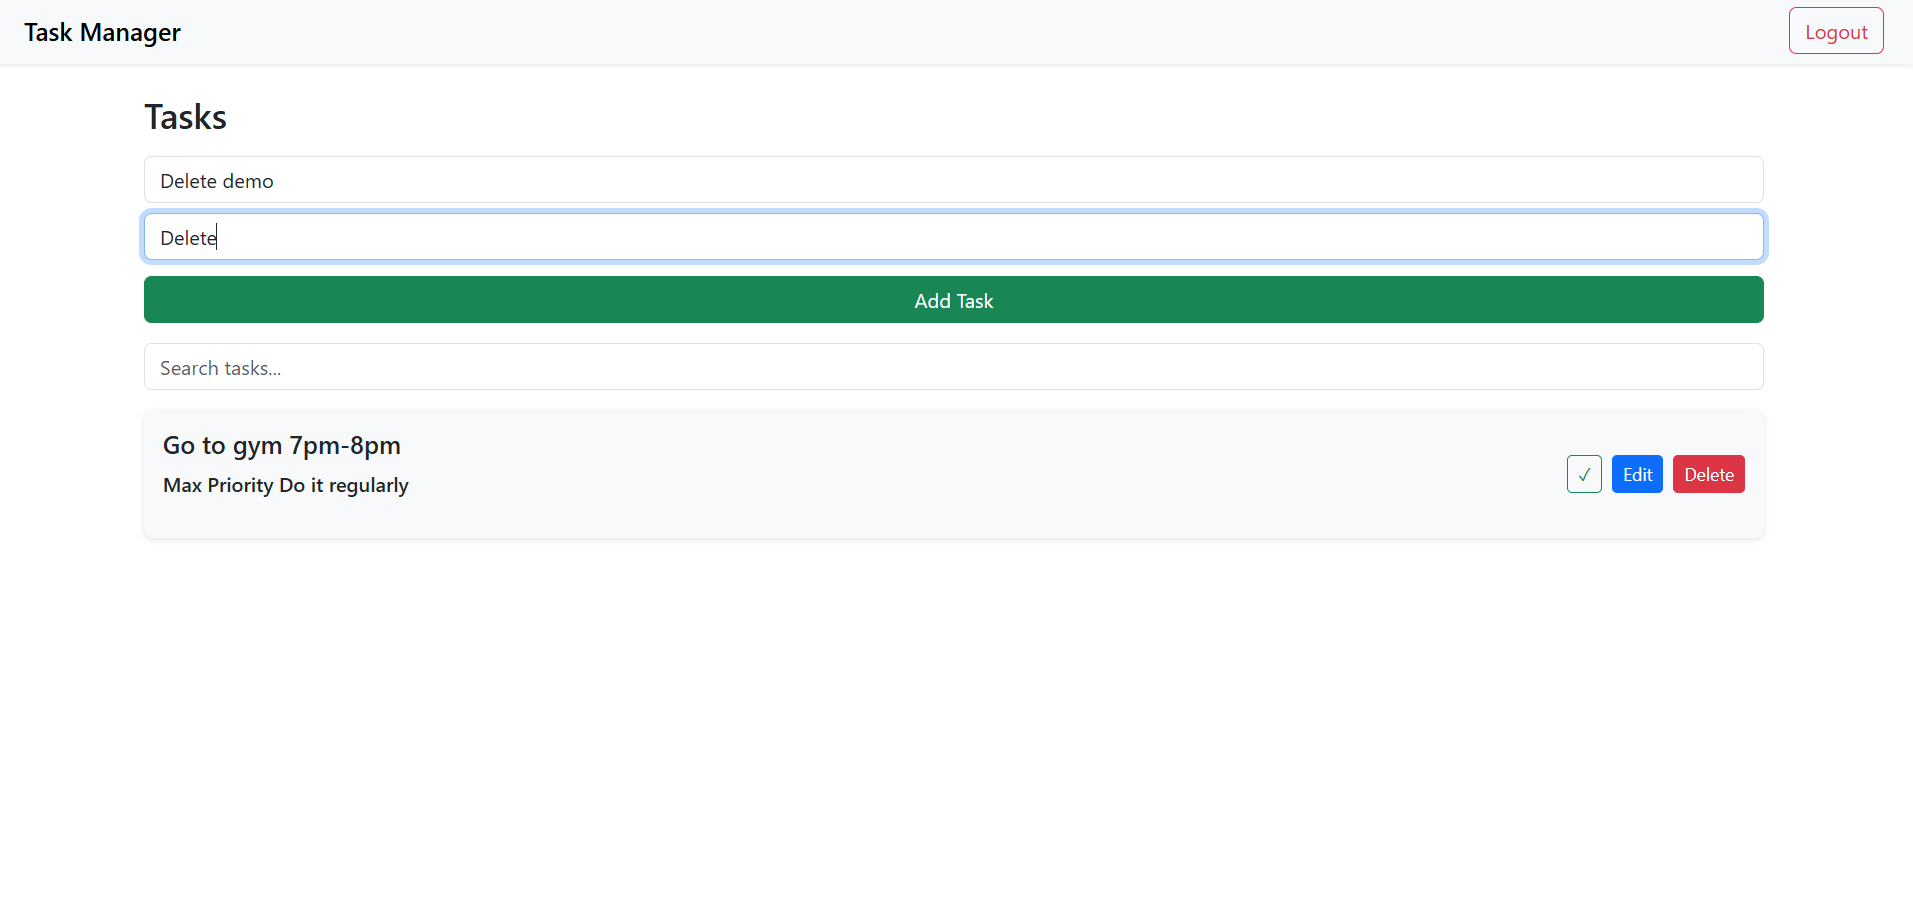 Task Manager
Logout
Tasks
Delete demo
Delete
Add Task
Search tasks...
Go to gym 7pm-8pm
Max Priority Do it regularly
✓ Edit Delete